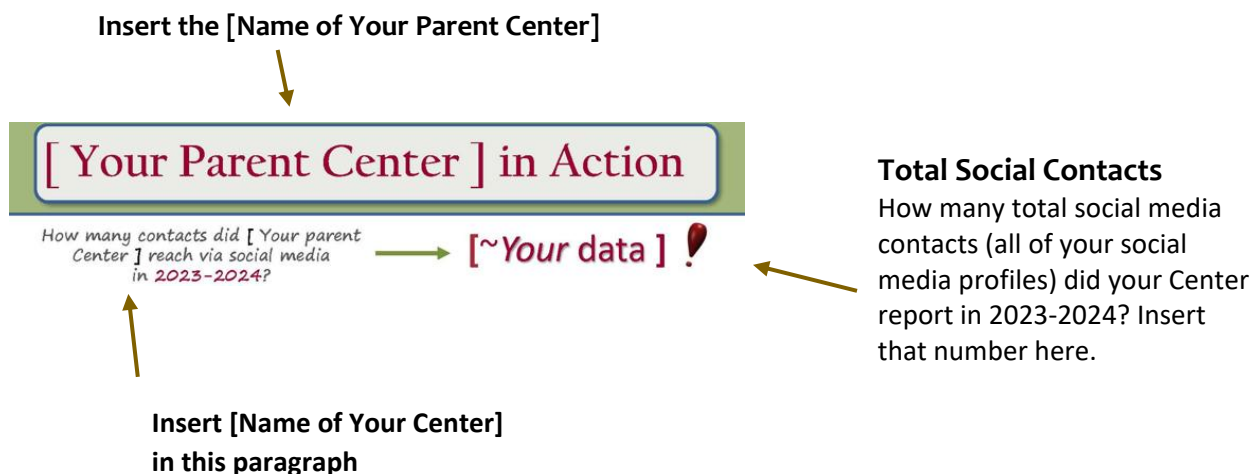 Insert the [Name of Your Parent Center]
[ Your Parent Center ] in Action
How many contacts did [ Your parent
Center ] reach via social media
in 2023-2024?
[~Your data ] !
Total Social Contacts
How many total social media
contacts (all of your social
media profiles) did your Center
report in 2023-2024? Insert
that number here.
Insert [Name of Your Center]
in this paragraph